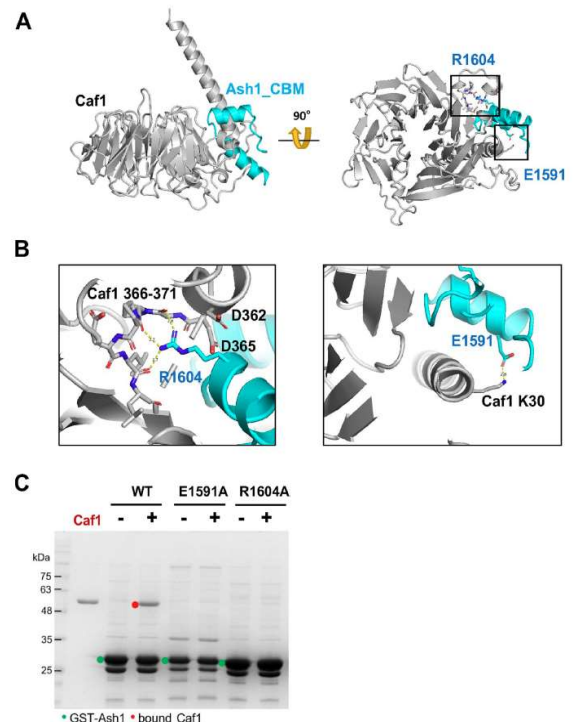 A
Caf1
Ash1_CBM
90°
R1604
E1591
B
Caf1 366-371
D362
D365
R1604
E1591
Caf1 K30
C
WT E1591A R1604A
Caf1 - + - + - +
kDa
75
63
48
35
25
GST-Ash1 bound Caf1